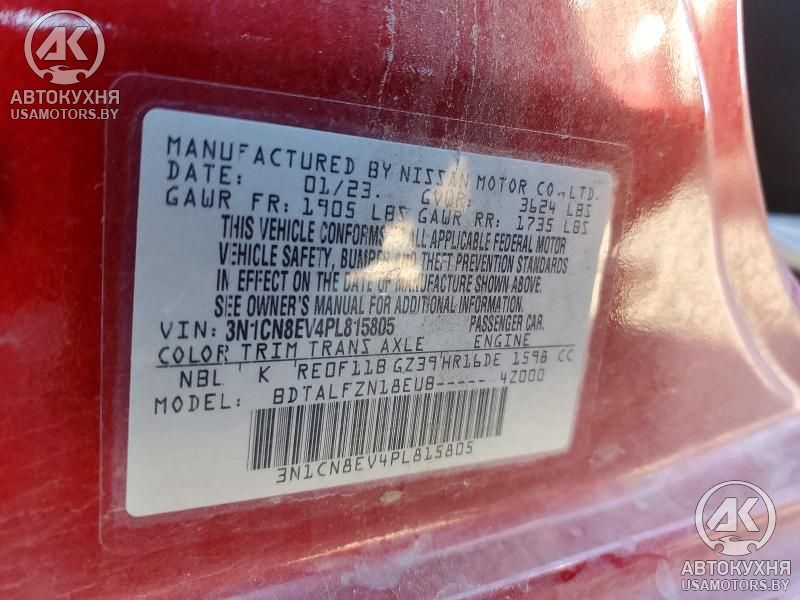 AK
АВТОКУХНЯ
USAMOTORS.BY
MANUFACTURED BY NISSAN MOTOR CO.,LTD.
DATE: 01/23. GVWR: 3624 LBS
GAWR FR: 1905 LBS GAWR RR: 1735 LBS
THIS VEHICLE CONFORMS ALL APPLICABLE FEDERAL MOTOR
VEHICLE SAFETY, BUMPER THEFT PREVENTION STANDARDS
IN EFFECT ON THE DATE OF MANUFACTURE SHOWN ABOVE.
SEE OWNER'S MANUAL FOR ADDITIONAL INFORMATION.
VIN: 3N1CN8EV4PL815805 PASSENGER CAR.
COLOR TRIM TRANS AXLE ENGINE
NBL K RE0F11B GZ39 HR16DE 1598 CC
MODEL: BDTALFZN18EUB----- 4Z000
3N1CN8EV4PL815805
AK
АВТОКУХНЯ
USAMOTORS.BY